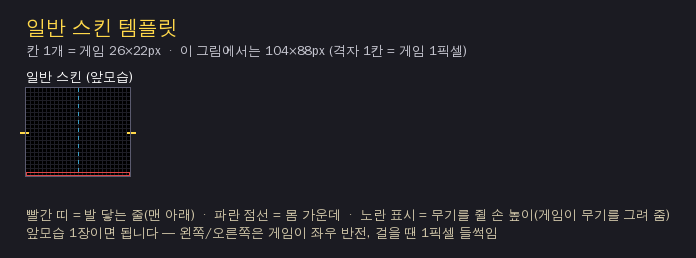 일반 스킨 템플릿
칸 1개 = 게임 26×22px · 이 그림에서는 104×88px (격자 1칸 = 게임 1픽셀)
일반 스킨 (앞모습)
빨간 띠 = 발 닿는 줄(맨 아래) · 파란 점선 = 몸 가운데 · 노란 표시 = 무기를 쥘 손 높이(게임이 무기를 그려 줌)
앞모습 1장이면 됩니다 — 왼쪽/오른쪽은 게임이 좌우 반전, 걸을 땐 1픽셀 들썩임